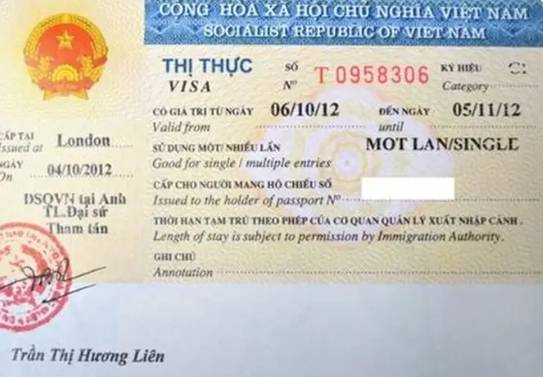 CỘNG HÒA XÃ HỘI CHỦ NGHĨA VIỆT NAM
SOCIALIST REPUBLIC OF VIET NAM
THỊ THỰC SỐ T 0958306 KÝ HIỆU
VISA Nº Category
CÓ GIÁ TRỊ TỪ NGÀY 06/10/12 ĐẾN NGÀY 05/11/12
Valid from until
CẤP TẠI London
Issued at
SỬ DỤNG MỘT/ NHIỀU LẦN MOT LAN/SINGLE
Good for single / multiple entries
NGÀY 04/10/2012
On
CẤP CHO NGƯỜI MANG HỘ CHIẾU SỐ
Issued to the holder of passport Nº
ĐSQVN tại Anh
TL.Đại sứ
Tham tán
THỜI HẠN TẠM TRÚ THEO PHÉP CỦA CƠ QUAN QUẢN LÝ XUẤT NHẬP CẢNH.
Length of stay is subject to permission by Immigration Authority.
GHI CHÚ
Annotation
Trần Thị Hương Liên